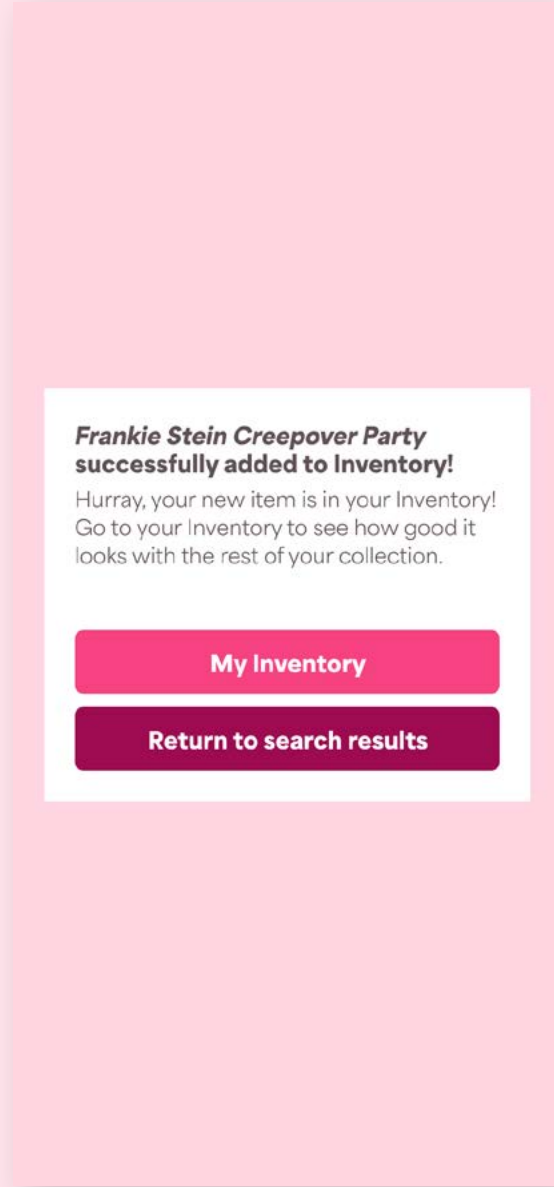 Frankie Stein Creepover Party
successfully added to Inventory!
Hurray, your new item is in your Inventory!
Go to your Inventory to see how good it
looks with the rest of your collection.
My Inventory
Return to search results